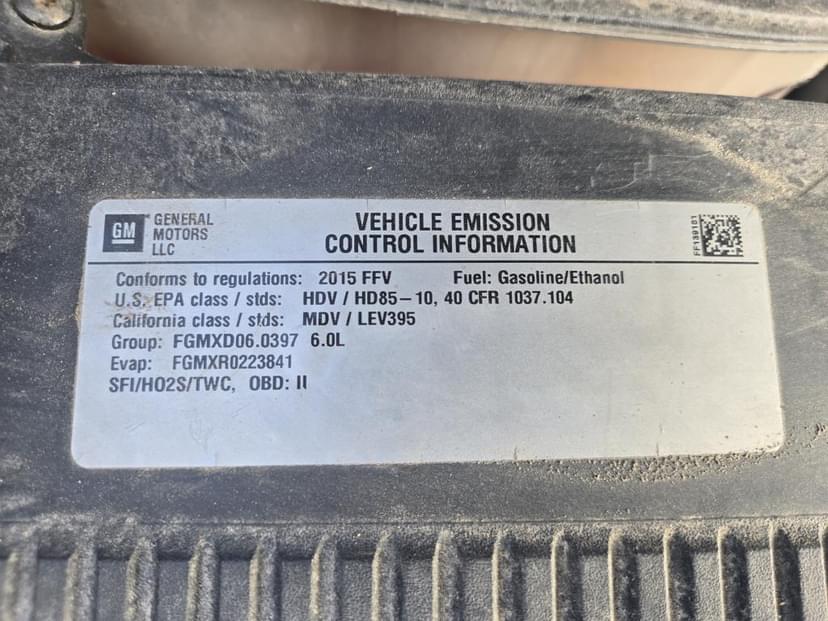 GM
GENERAL
MOTORS
LLC
VEHICLE EMISSION
CONTROL INFORMATION
FF139181
Conforms to regulations: 2015 FFV Fuel: Gasoline/Ethanol
U.S. EPA class / stds: HDV / HD85-10, 40 CFR 1037.104
California class / stds: MDV / LEV395
Group: FGMXD06.0397 6.0L
Evap: FGMXR0223841
SFI/HO2S/TWC, OBD: II